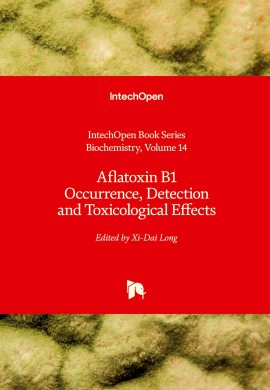 IntechOpen
IntechOpen Book Series
Biochemistry, Volume 14
Aflatoxin B1
Occurrence, Detection
and Toxicological Effects
Edited by Xi-Dai Long